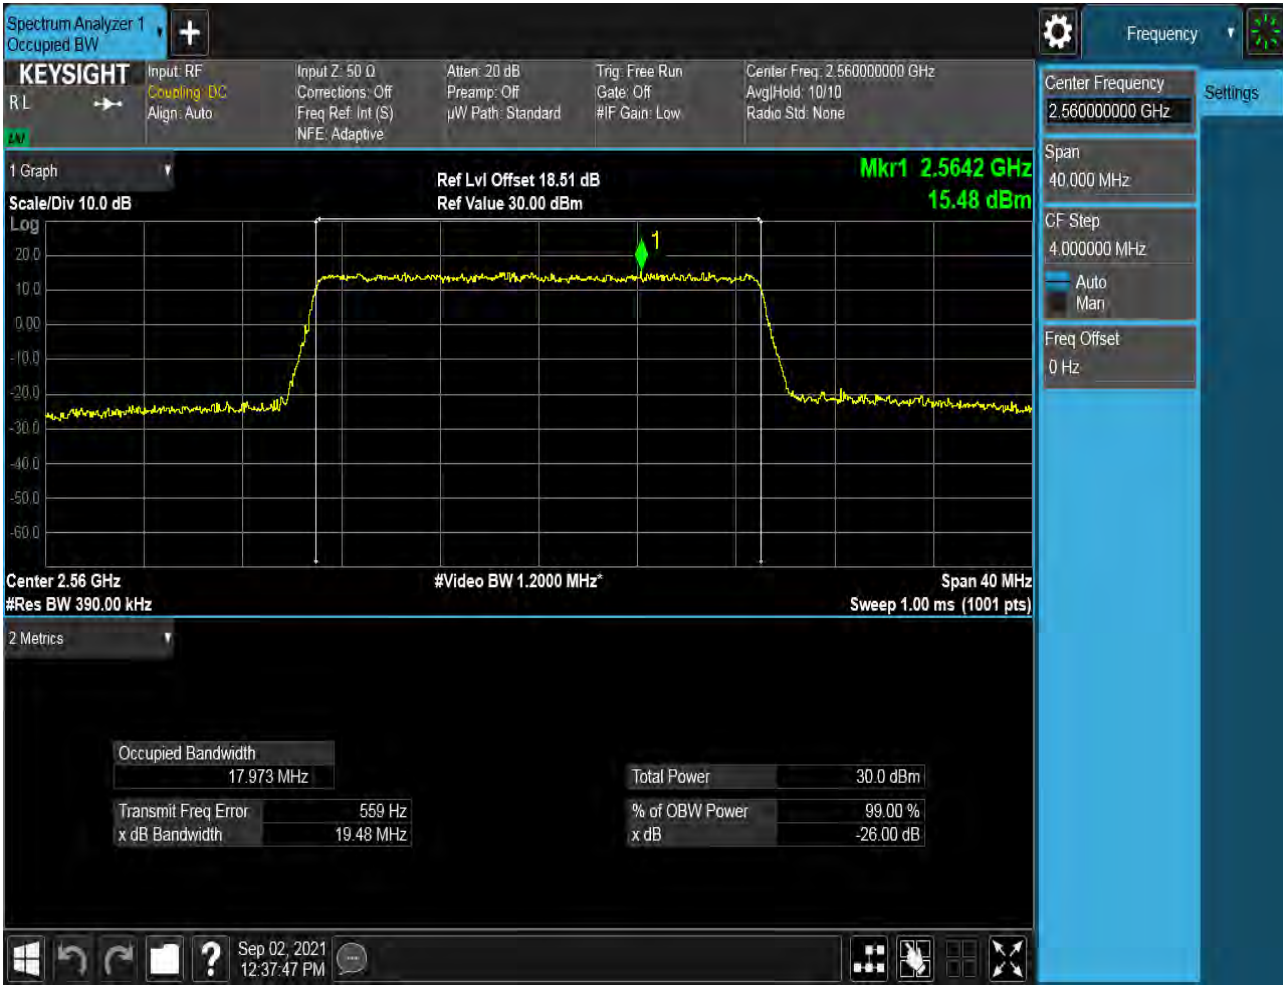 Spectrum Analyzer 1
Occupied BW
Frequency
KEYSIGHT
R L
LXI
Input: RF
Coupling: DC
Align: Auto
Input Z: 50 Ω
Corrections: Off
Freq Ref: Int (S)
NFE: Adaptive
Atten: 20 dB
Preamp: Off
µW Path: Standard
Trig: Free Run
Gate: Off
#IF Gain: Low
Center Freq: 2.560000000 GHz
Avg|Hold: 10/10
Radio Std: None
Center Frequency
2.560000000 GHz
Settings
Span
40.000 MHz
CF Step
4.000000 MHz
Auto
Man
Freq Offset
0 Hz
1 Graph
Scale/Div 10.0 dB
Ref Lvl Offset 18.51 dB
Ref Value 30.00 dBm
Mkr1 2.5642 GHz
15.48 dBm
Log
1
20.0
10.0
0.00
-10.0
-20.0
-30.0
-40.0
-50.0
-60.0
Center 2.56 GHz
#Video BW 1.2000 MHz*
Span 40 MHz
#Res BW 390.00 kHz
Sweep 1.00 ms (1001 pts)
2 Metrics
Occupied Bandwidth
17.973 MHz
Total Power 30.0 dBm
Transmit Freq Error 559 Hz
% of OBW Power 99.00 %
x dB Bandwidth 19.48 MHz
x dB -26.00 dB
?
Sep 02, 2021
12:37:47 PM